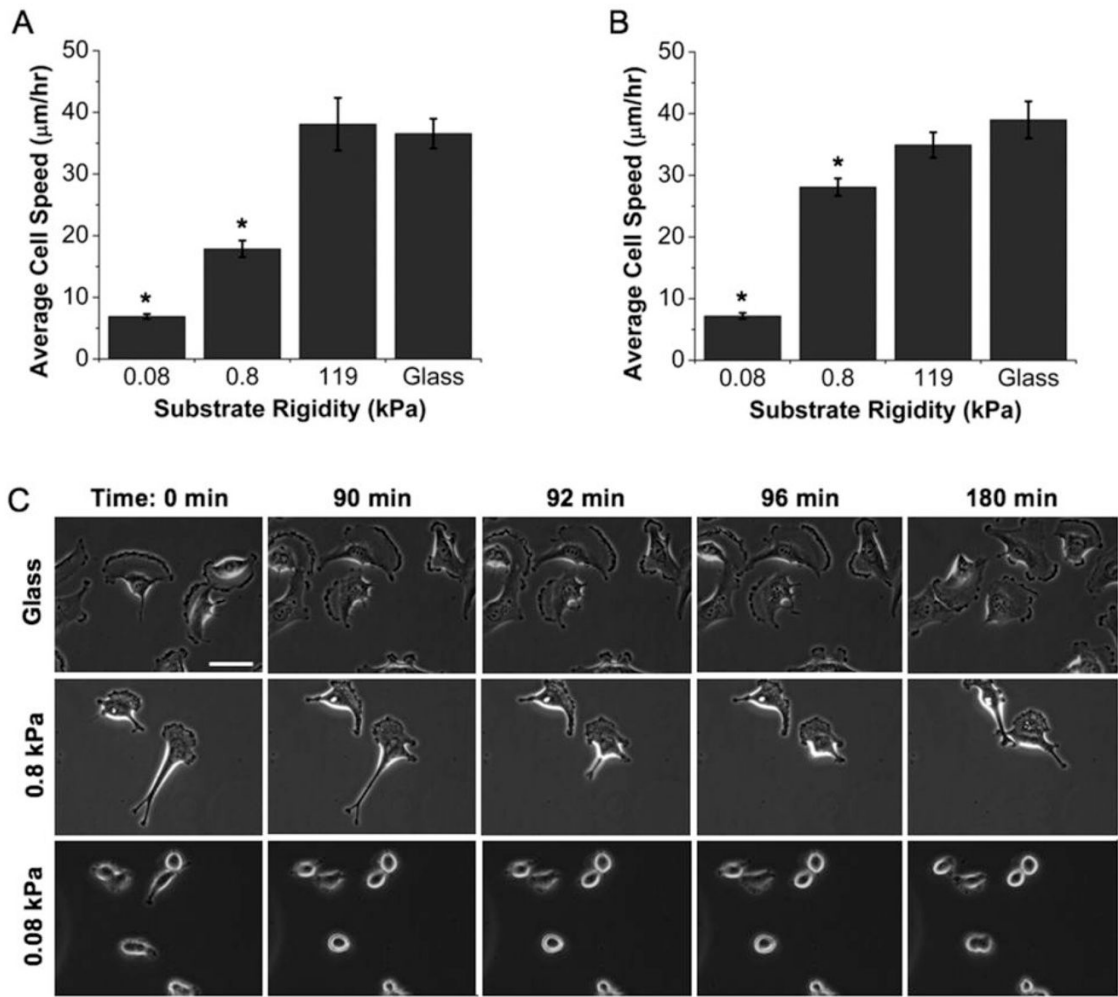 A
Average Cell Speed (μm/hr)
50
40
30
20
10
0
*
*
0.08 0.8 119 Glass
Substrate Rigidity (kPa)
B
Average Cell Speed (μm/hr)
50
40
30
20
10
0
*
*
0.08 0.8 119 Glass
Substrate Rigidity (kPa)
C
Time: 0 min 90 min 92 min 96 min 180 min
Glass
0.8 kPa
0.08 kPa